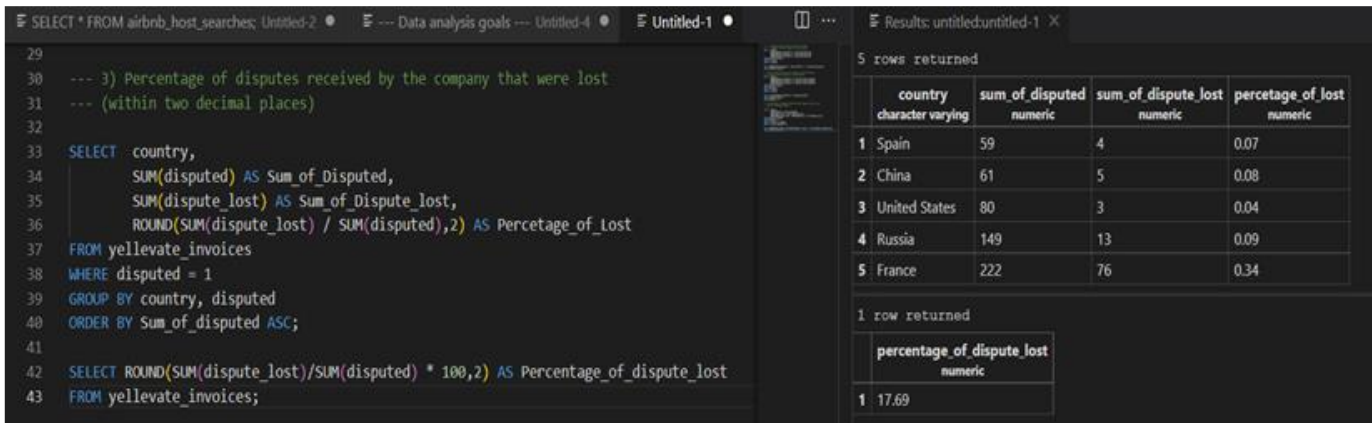 SELECT * FROM airbnb_host_searches; Untitled-2
--- Data analysis goals --- Untitled-4
Untitled-1
Results: untitled:untitled-1
29
30 --- 3) Percentage of disputes received by the company that were lost
31 --- (within two decimal places)
32
33 SELECT country,
34 SUM(disputed) AS Sum_of_Disputed,
35 SUM(dispute_lost) AS Sum_of_Dispute_lost,
36 ROUND(SUM(dispute_lost) / SUM(disputed),2) AS Percetage_of_Lost
37 FROM yellevate_invoices
38 WHERE disputed = 1
39 GROUP BY country, disputed
40 ORDER BY Sum_of_disputed ASC;
41
42 SELECT ROUND(SUM(dispute_lost)/SUM(disputed) * 100,2) AS Percentage_of_dispute_lost
43 FROM yellevate_invoices;
5 rows returned
country sum_of_disputed sum_of_dispute_lost percetage_of_lost
character varying numeric numeric numeric
1 Spain 59 4 0.07
2 China 61 5 0.08
3 United States 80 3 0.04
4 Russia 149 13 0.09
5 France 222 76 0.34
1 row returned
percentage_of_dispute_lost
numeric
1 17.69